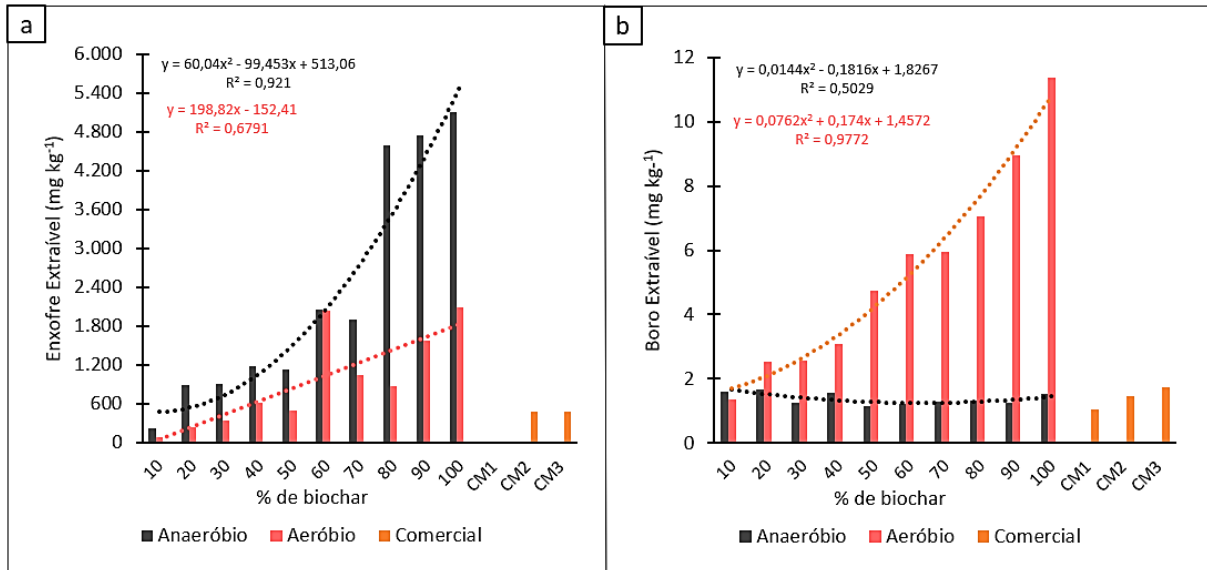 a
6.000
5.400
4.800
4.200
3.600
3.000
2.400
1.800
1.200
600
0
Enxofre Extraível (mg kg⁻¹)
y = 60,04x² - 99,453x + 513,06
R² = 0,921
y = 198,82x - 152,41
R² = 0,6791
10 20 30 40 50 60 70 80 90 100 CM1 CM2 CM3
% de biochar
Anaeróbio Aeróbio Comercial
b
12
10
8
6
4
2
0
Boro Extraível (mg kg-¹)
y = 0,0144x² - 0,1816x + 1,8267
R² = 0,5029
y = 0,0762x² + 0,174x + 1,4572
R² = 0,9772
10 20 30 40 50 60 70 80 90 100 CM1 CM2 CM3
% de biochar
Anaeróbio Aeróbio Comercial